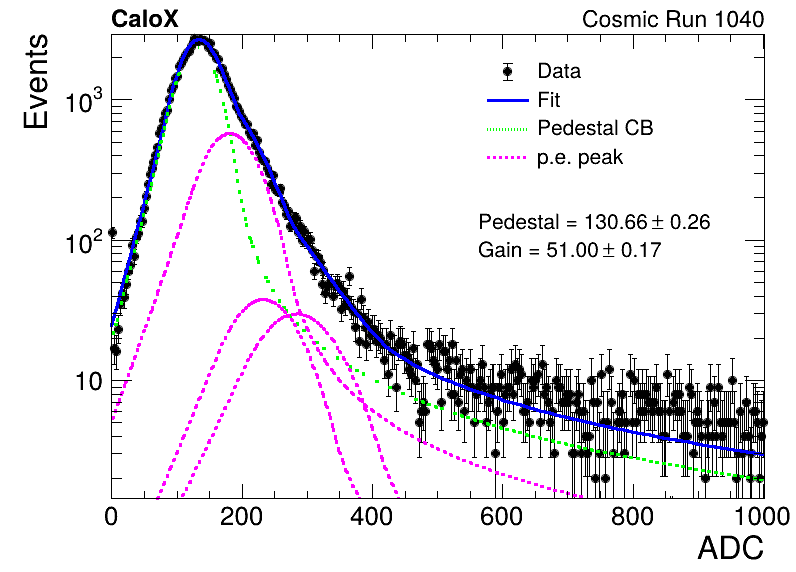 CaloX Cosmic Run 1040
Events
Data
Fit
Pedestal CB
p.e. peak
Pedestal = 130.66 ± 0.26
Gain = 51.00 ± 0.17
10³
10²
10
0 200 400 600 800 1000
ADC